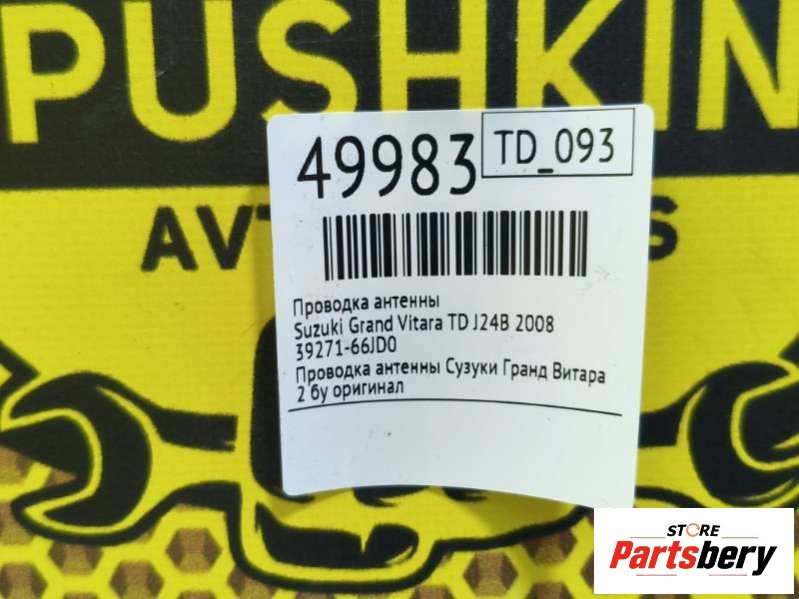 PUSHKIN
49983
TD_093
Проводка антенны
Suzuki Grand Vitara TD J24B 2008
39271-66JD0
Проводка антенны Сузуки Гранд Витара
2 бу оригинал
STORE
Partsbery